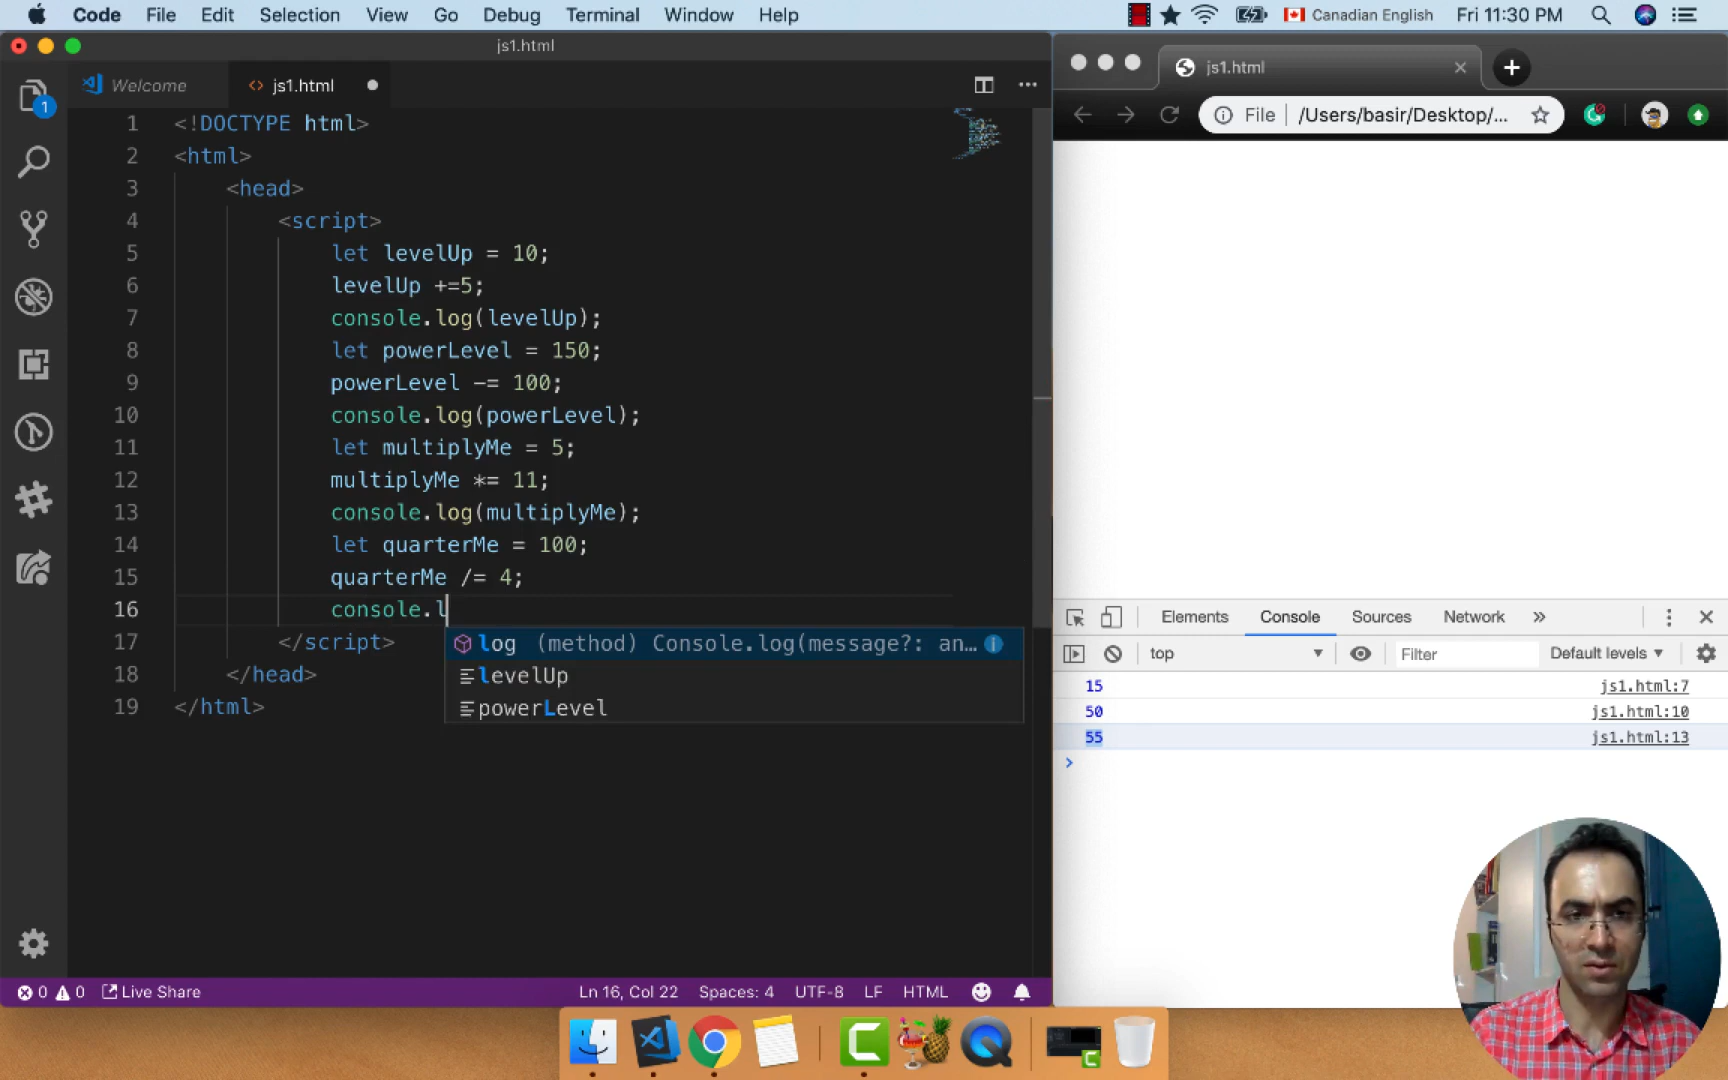 Code File Edit Selection View Go Debug Terminal Window Help
Canadian English Fri 11:30 PM
js1.html
Welcome
<> js1.html
1 <!DOCTYPE html>
2 <html>
3 <head>
4 <script>
5 let levelUp = 10;
6 levelUp +=5;
7 console.log(levelUp);
8 let powerLevel = 150;
9 powerLevel -= 100;
10 console.log(powerLevel);
11 let multiplyMe = 5;
12 multiplyMe *= 11;
13 console.log(multiplyMe);
14 let quarterMe = 100;
15 quarterMe /= 4;
16 console.l
17 </script>
18 </head>
19 </html>
log (method) Console.log(message?: an...
levelUp
powerLevel
1
0 0 Live Share
Ln 16, Col 22 Spaces: 4 UTF-8 LF HTML
js1.html
File /Users/basir/Desktop/...
Elements Console Sources Network »
top Filter Default levels
15 js1.html:7
50 js1.html:10
55 js1.html:13
>